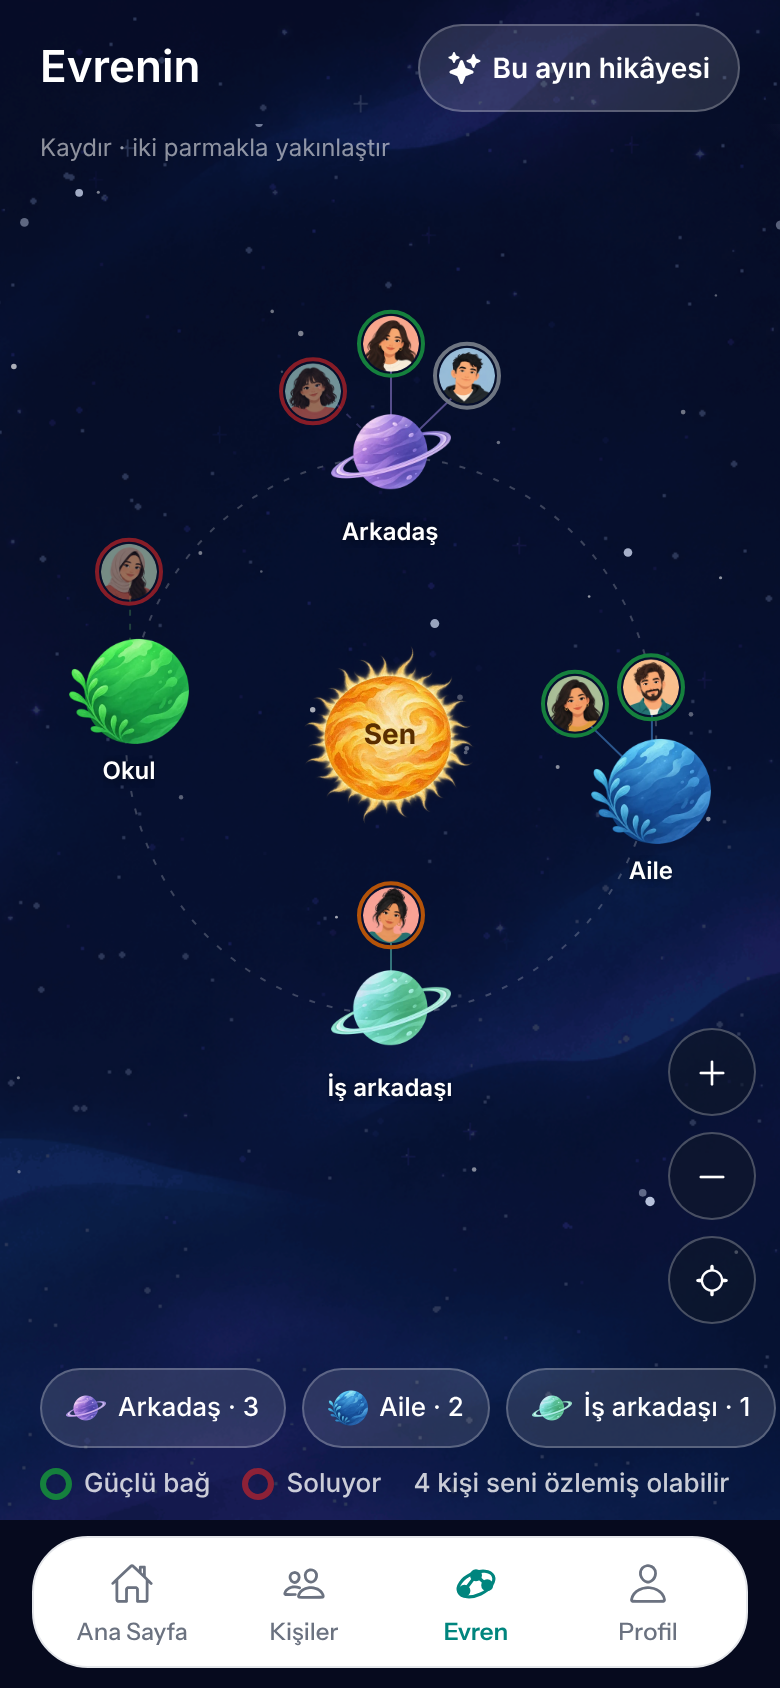 Evrenin
Bu ayın hikâyesi
Kaydır · iki parmakla yakınlaştır
Arkadaş
Okul
Sen
Aile
İş arkadaşı
Arkadaş · 3
Aile · 2
İş arkadaşı · 1
Güçlü bağ
Soluyor
4 kişi seni özlemiş olabilir
Ana Sayfa
Kişiler
Evren
Profil